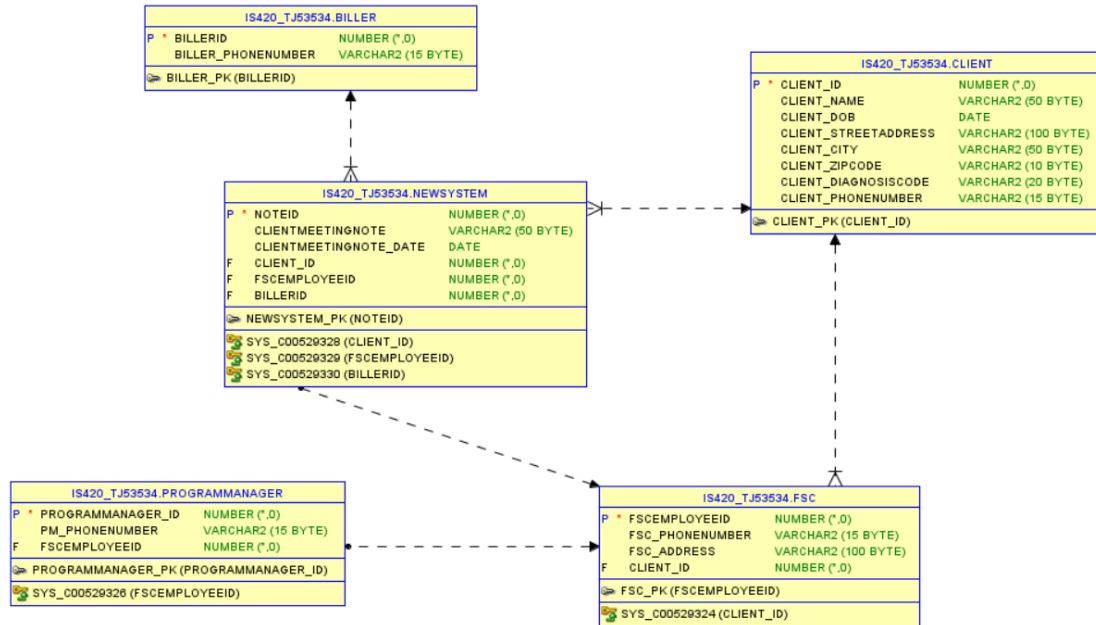 IS420_TJ53534.BILLER
P * BILLERID NUMBER (*,0)
BILLER_PHONENUMBER VARCHAR2 (15 BYTE)
BILLER_PK (BILLERID)
IS420_TJ53534.CLIENT
P * CLIENT_ID NUMBER (*,0)
CLIENT_NAME VARCHAR2 (50 BYTE)
CLIENT_DOB DATE
CLIENT_STREETADDRESS VARCHAR2 (100 BYTE)
CLIENT_CITY VARCHAR2 (50 BYTE)
CLIENT_ZIPCODE VARCHAR2 (10 BYTE)
CLIENT_DIAGNOSISCODE VARCHAR2 (20 BYTE)
CLIENT_PHONENUMBER VARCHAR2 (15 BYTE)
CLIENT_PK (CLIENT_ID)
IS420_TJ53534.NEWSYSTEM
P * NOTEID NUMBER (*,0)
CLIENTMEETINGNOTE VARCHAR2 (50 BYTE)
CLIENTMEETINGNOTE_DATE DATE
F CLIENT_ID NUMBER (*,0)
F FSCEMPLOYEEID NUMBER (*,0)
F BILLERID NUMBER (*,0)
NEWSYSTEM_PK (NOTEID)
SYS_C00529328 (CLIENT_ID)
SYS_C00529329 (FSCEMPLOYEEID)
SYS_C00529330 (BILLERID)
IS420_TJ53534.PROGRAMMANAGER
P * PROGRAMMANAGER_ID NUMBER (*,0)
PM_PHONENUMBER VARCHAR2 (15 BYTE)
F FSCEMPLOYEEID NUMBER (*,0)
PROGRAMMANAGER_PK (PROGRAMMANAGER_ID)
SYS_C00529326 (FSCEMPLOYEEID)
IS420_TJ53534.FSC
P * FSCEMPLOYEEID NUMBER (*,0)
FSC_PHONENUMBER VARCHAR2 (15 BYTE)
FSC_ADDRESS VARCHAR2 (100 BYTE)
F CLIENT_ID NUMBER (*,0)
FSC_PK (FSCEMPLOYEEID)
SYS_C00529324 (CLIENT_ID)